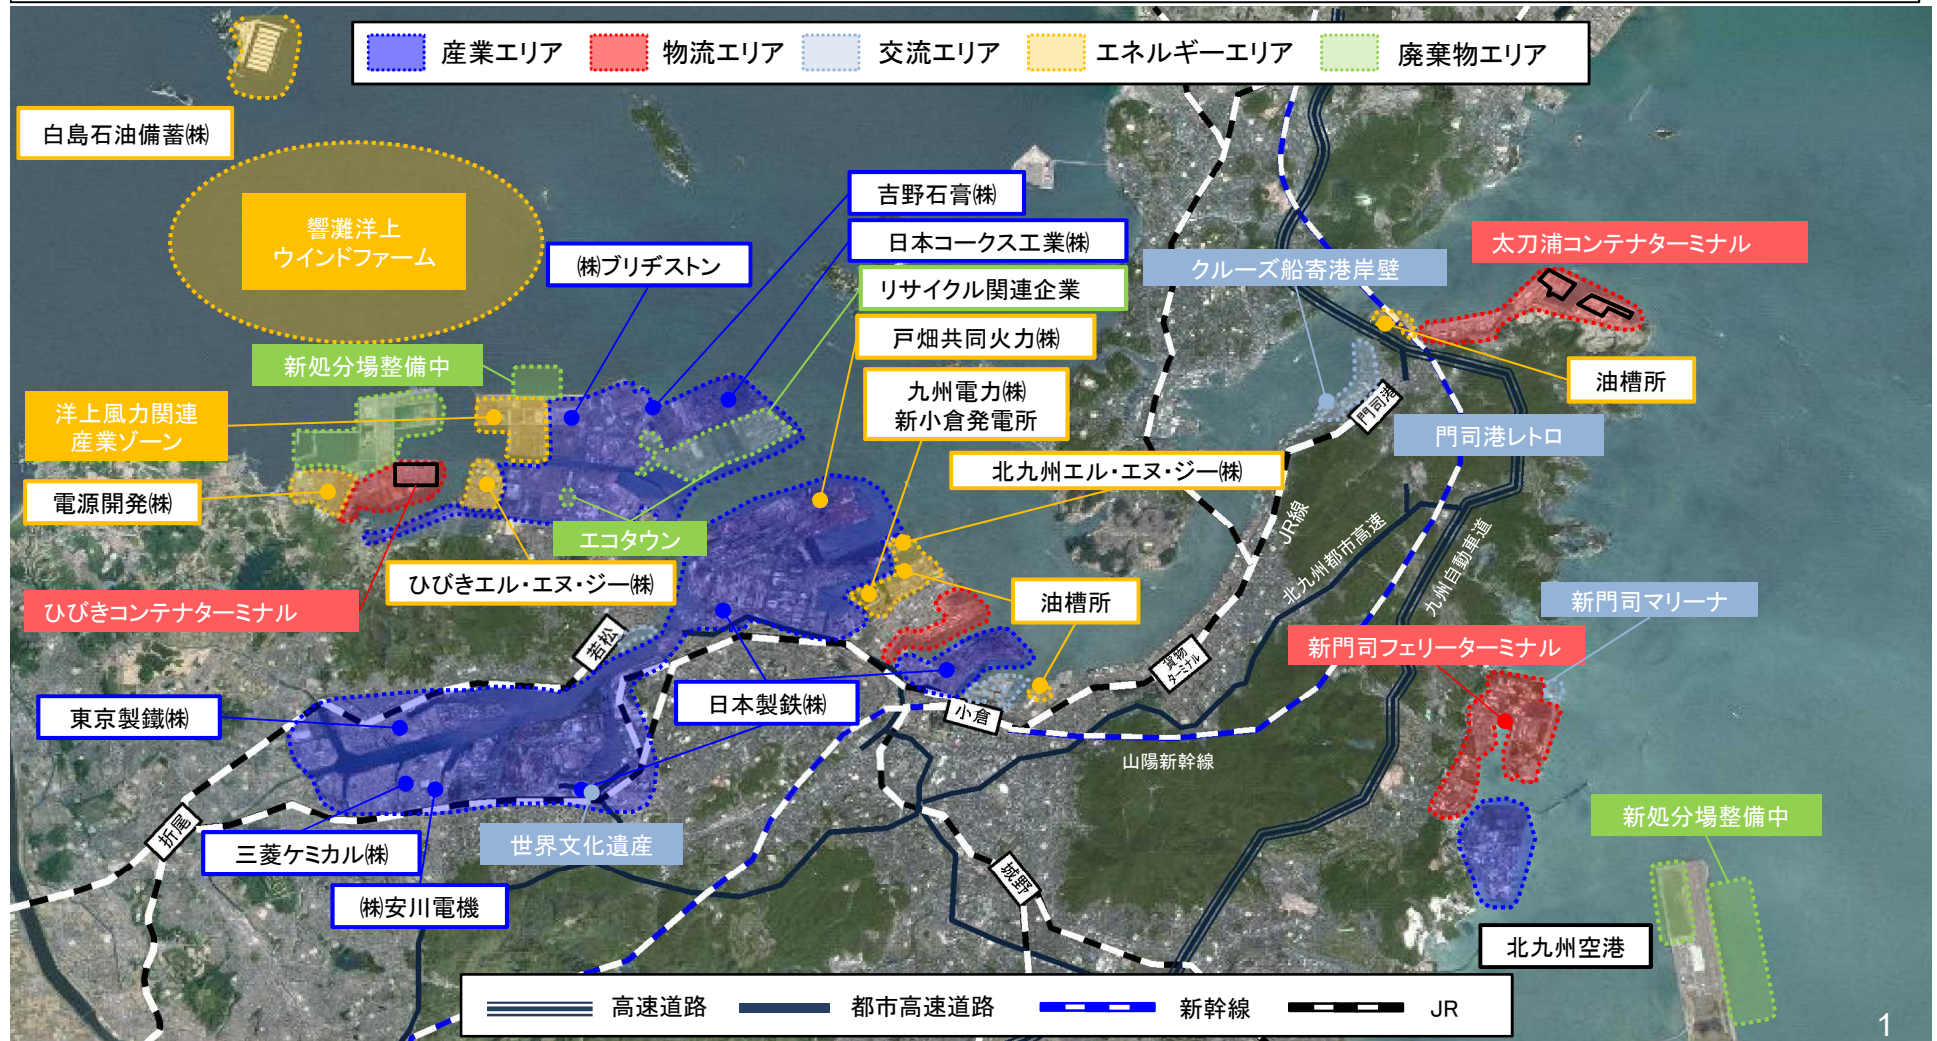 産業エリア
物流エリア
交流エリア
エネルギーエリア
廃棄物エリア
白島石油備蓄㈱
響灘洋上
ウインドファーム
㈱ブリヂストン
吉野石膏㈱
日本コークス工業㈱
リサイクル関連企業
戸畑共同火力㈱
九州電力㈱
新小倉発電所
北九州エル・エヌ・ジー㈱
クルーズ船寄港岸壁
太刀浦コンテナターミナル
油槽所
門司港
門司港レトロ
新処分場整備中
洋上風力関連
産業ゾーン
電源開発㈱
エコタウン
ひびきエル・エヌ・ジー㈱
ひびきコンテナターミナル
油槽所
JR線
北九州都市高速
九州自動車道
新門司マリーナ
新門司フェリーターミナル
若松
貨物
ターミナル
東京製鐵㈱
日本製鉄㈱
小倉
山陽新幹線
折尾
三菱ケミカル㈱
世界文化遺産
㈱安川電機
城野
新処分場整備中
北九州空港
高速道路
都市高速道路
新幹線
JR
1